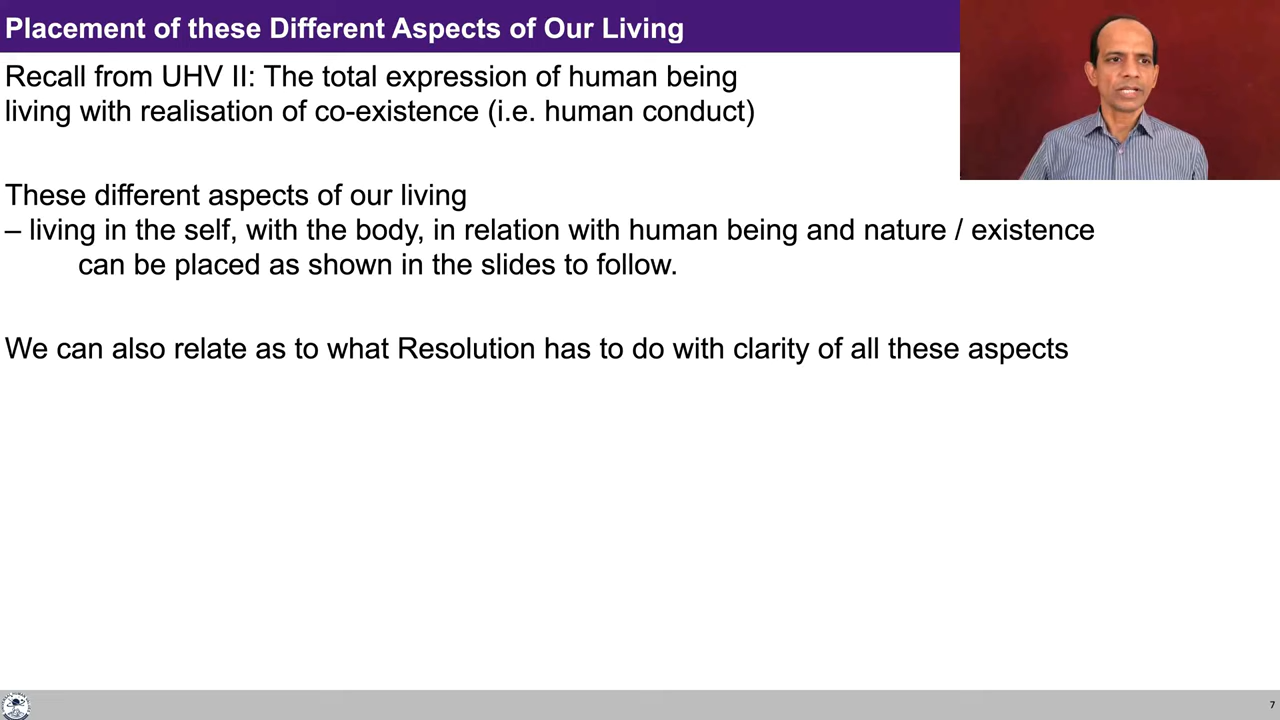 Placement of these Different Aspects of Our Living
Recall from UHV II: The total expression of human being
living with realisation of co-existence (i.e. human conduct)
These different aspects of our living
– living in the self, with the body, in relation with human being and nature / existence
can be placed as shown in the slides to follow.
We can also relate as to what Resolution has to do with clarity of all these aspects
7